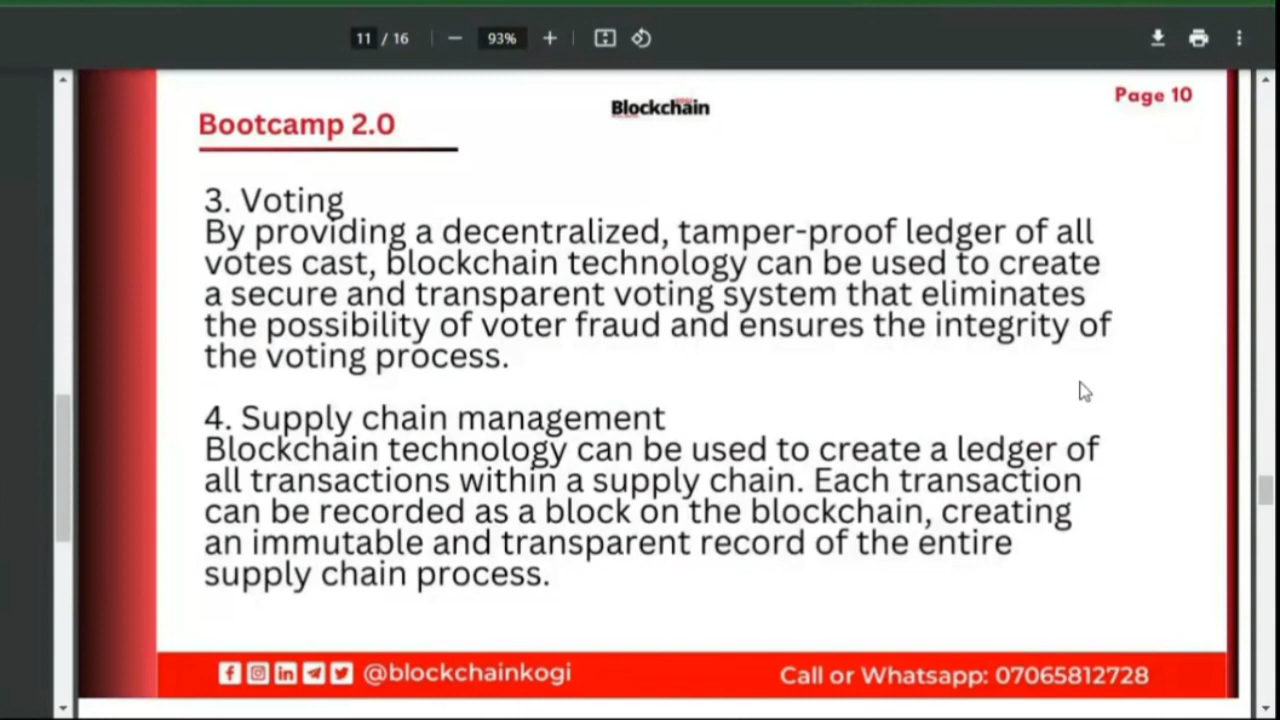 11 / 16
93%
Bootcamp 2.0
Blockchain
Page 10
3. Voting
By providing a decentralized, tamper-proof ledger of all
votes cast, blockchain technology can be used to create
a secure and transparent voting system that eliminates
the possibility of voter fraud and ensures the integrity of
the voting process.
4. Supply chain management
Blockchain technology can be used to create a ledger of
all transactions within a supply chain. Each transaction
can be recorded as a block on the blockchain, creating
an immutable and transparent record of the entire
supply chain process.
@blockchainkogi
Call or Whatsapp: 07065812728